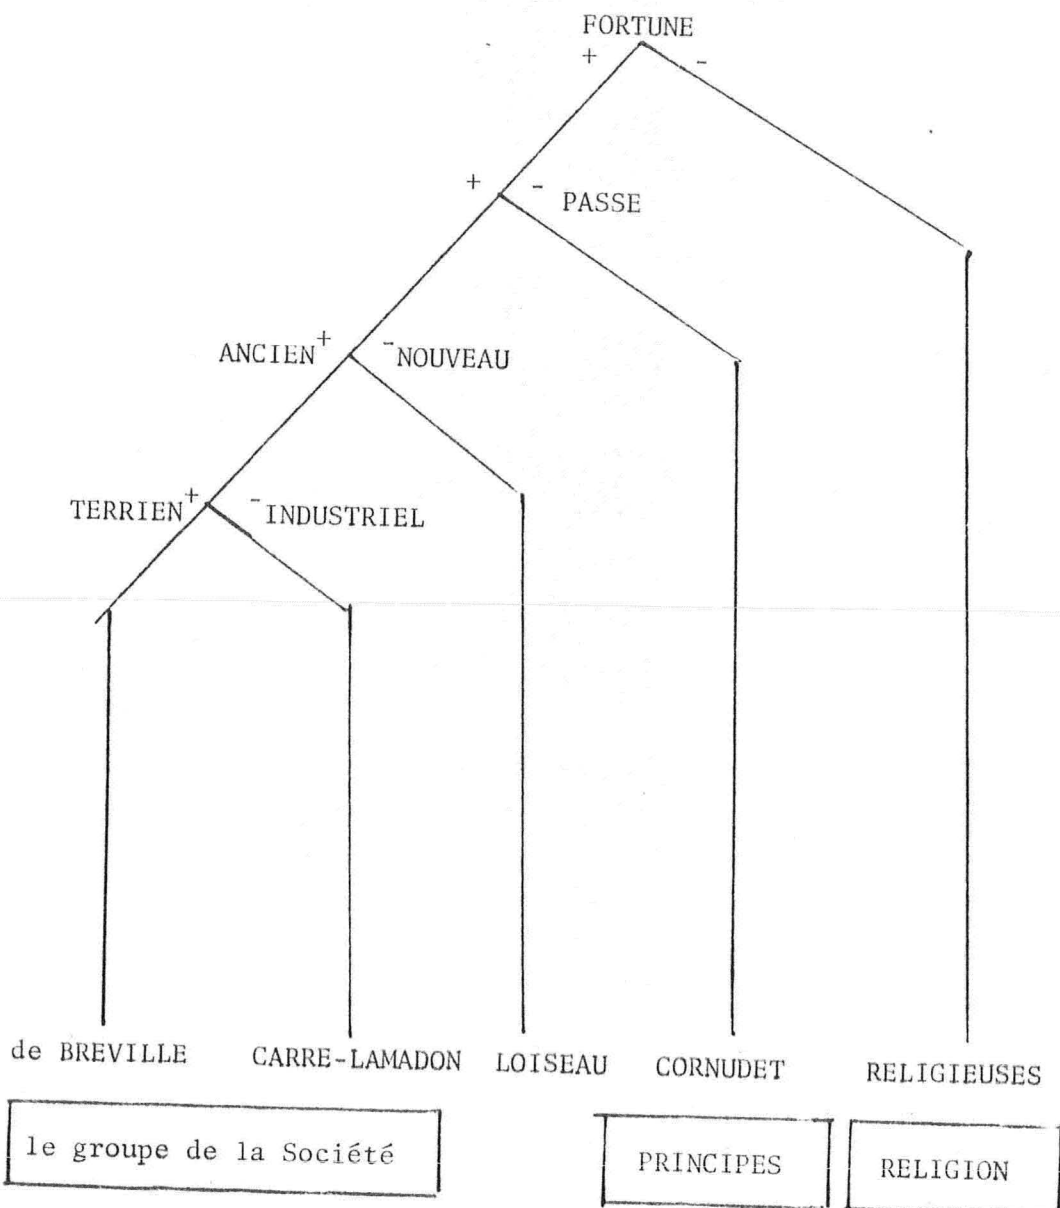 FORTUNE
+ -
+ - PASSE
ANCIEN + - NOUVEAU
TERRIEN + - INDUSTRIEL
de BREVILLE CARRE-LAMADON LOISEAU CORNUDET RELIGIEUSES
le groupe de la Société PRINCIPES RELIGION